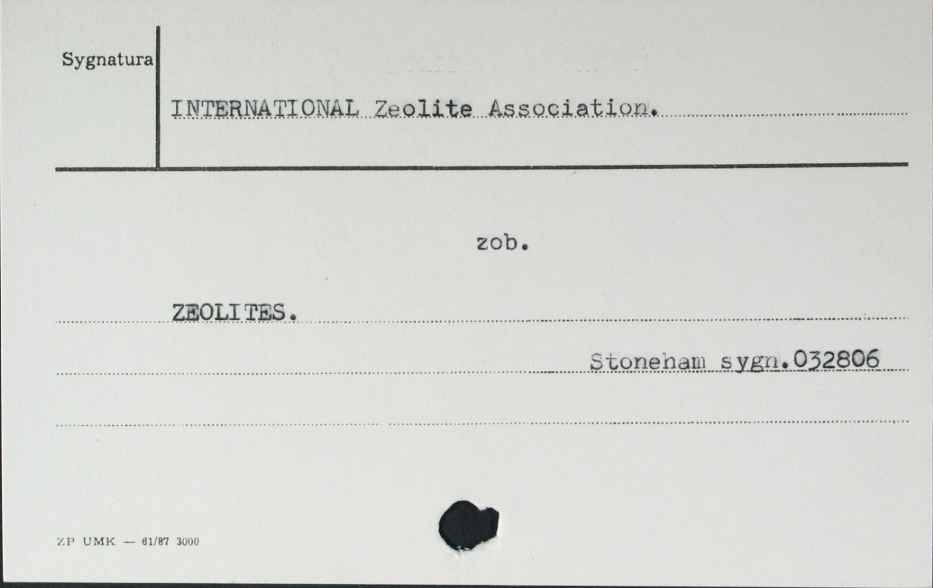 Sygnatura
INTERNATIONAL Zeolite Association.
zob.
ZEOLITES.
Stoneham sygn.032806
ZP UMK — 61/87 3000